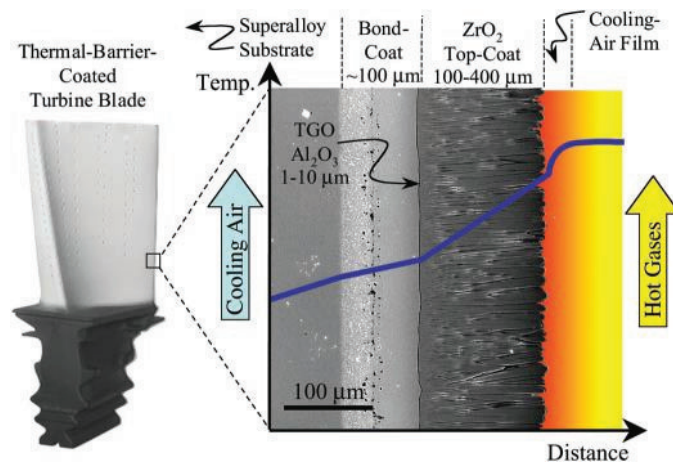 Thermal-Barrier-
Coated
Turbine Blade
Superalloy
Substrate
Temp.
Bond-
Coat
~100 μm
ZrO₂
Top-Coat
100-400 μm
Cooling-
Air Film
TGO
Al₂O₃
1-10 μm
Cooling Air
Hot Gases
100 μm
Distance